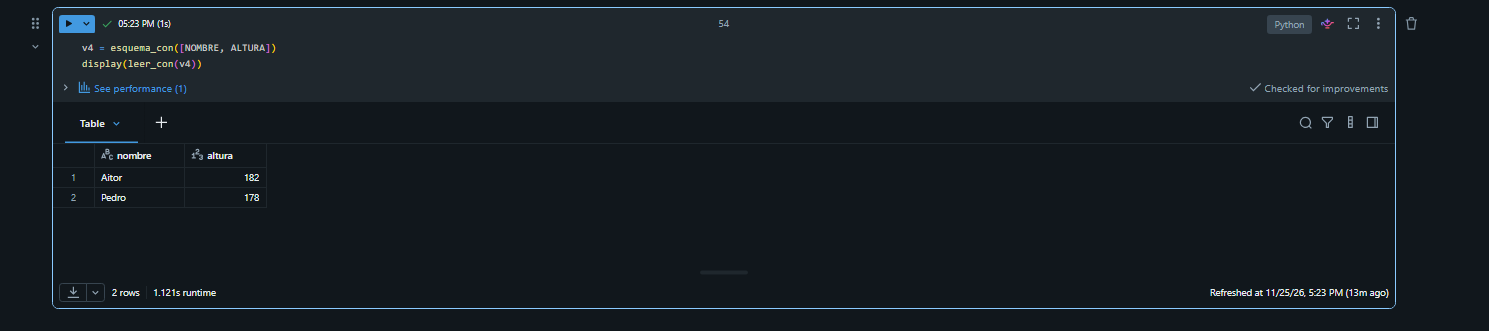 05:23 PM (1s)
54
Python
v4 = esquema_con([NOMBRE, ALTURA])
display(leer_con(v4))
See performance (1)
Checked for improvements
Table
nombre altura
1 Aitor 182
2 Pedro 178
2 rows 1.121s runtime
Refreshed at 11/25/26, 5:23 PM (13m ago)